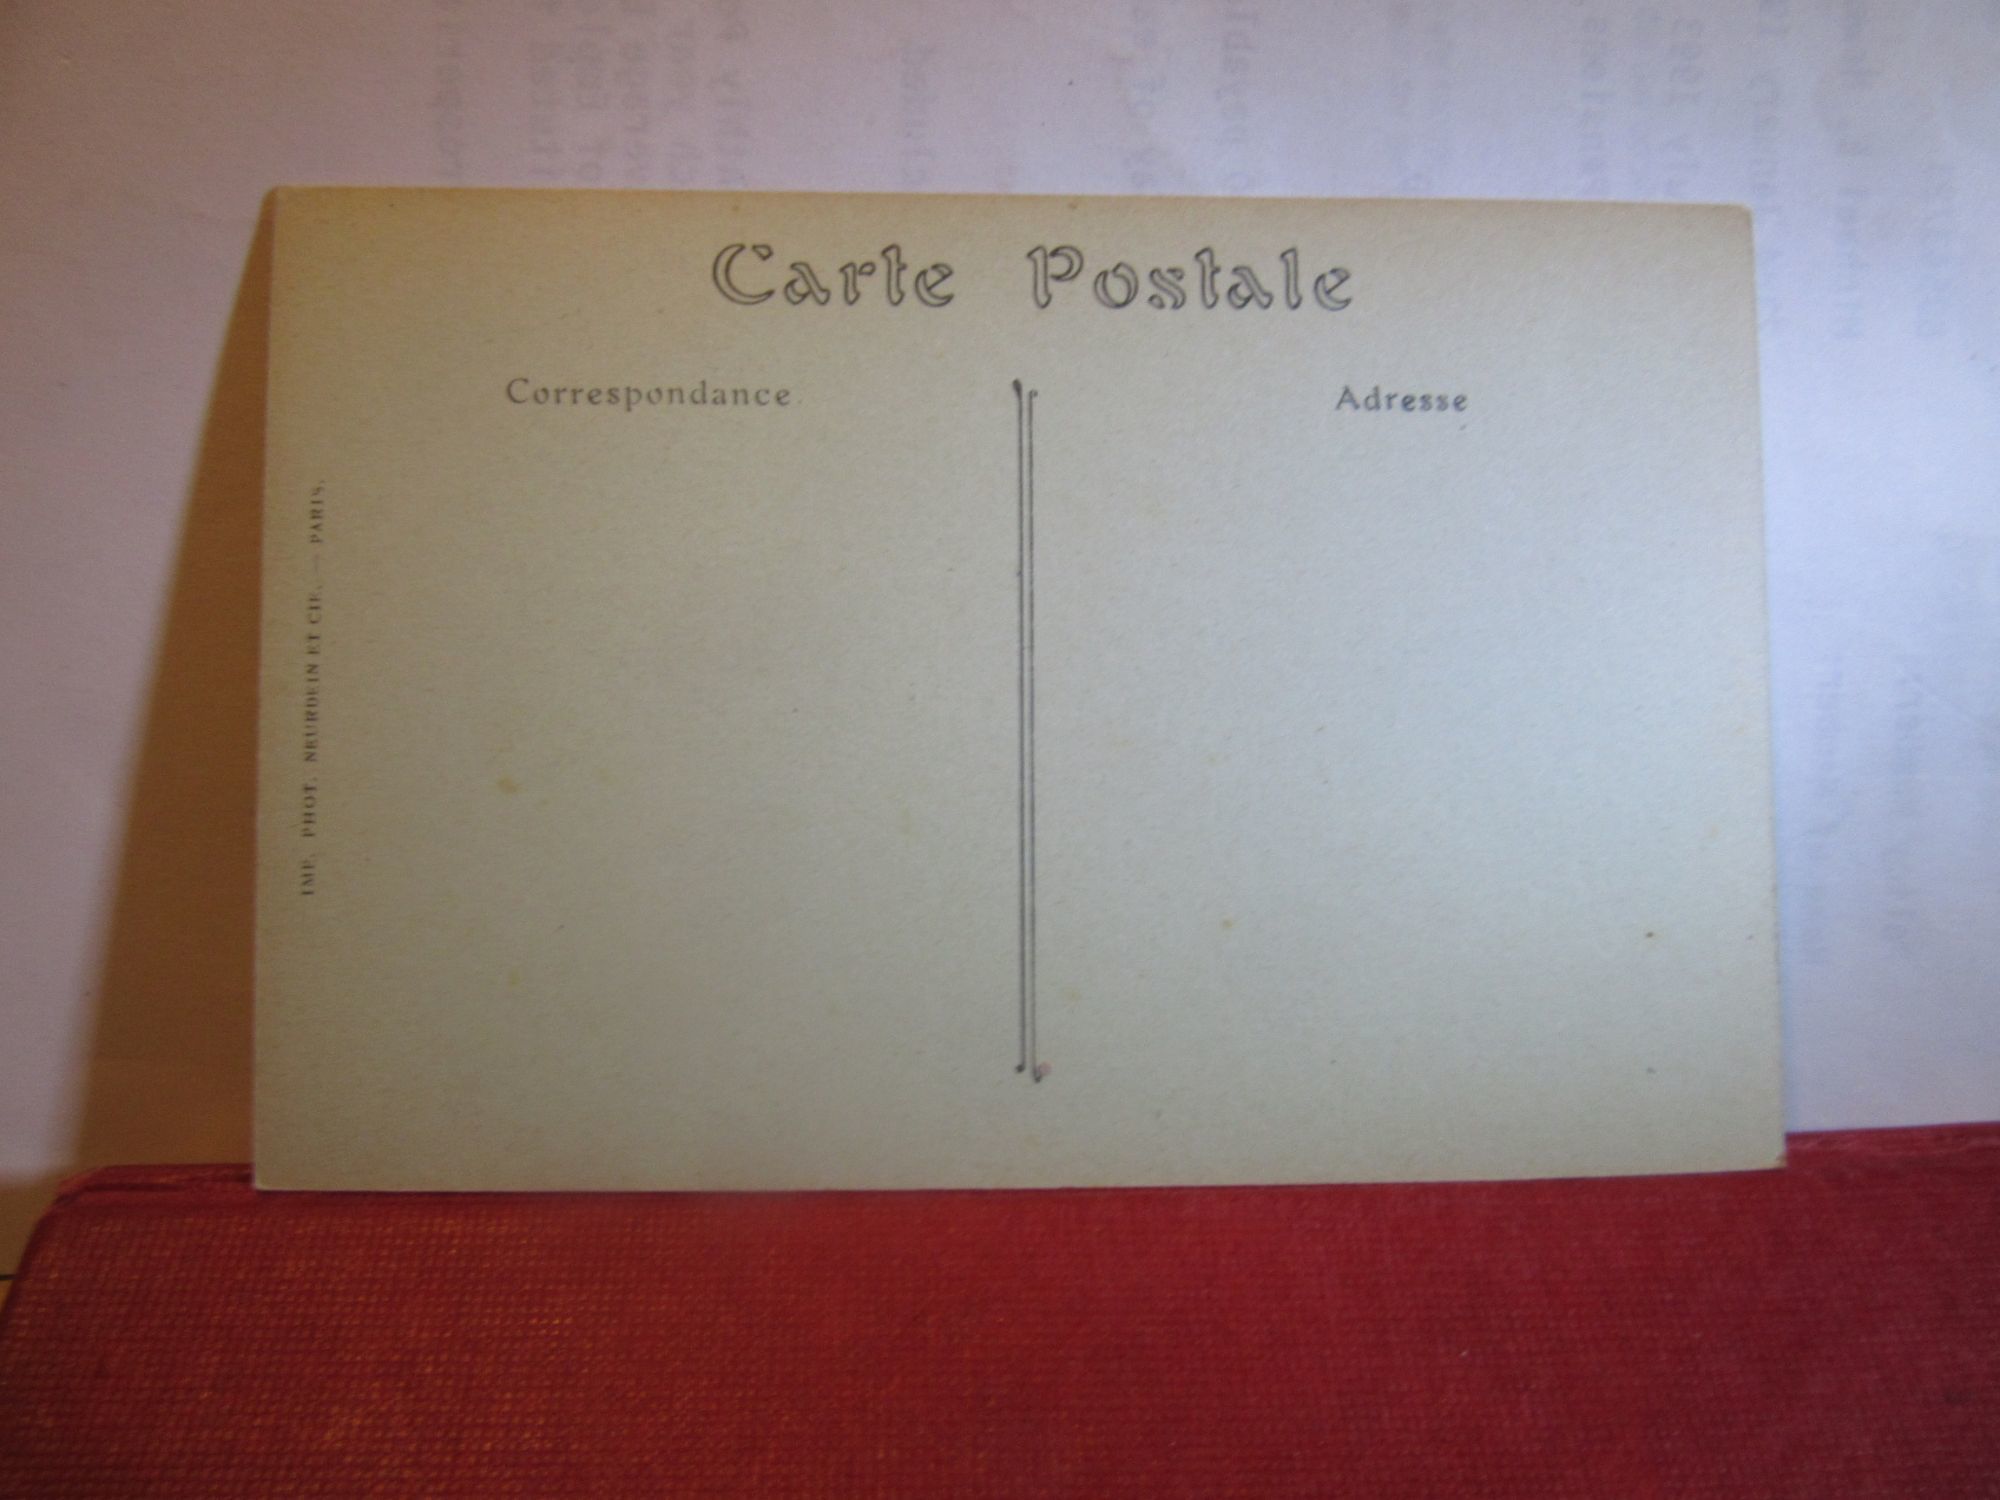 Carte Postale
Correspondance
Adresse
IMP. PHOT. NEURDEIN ET CIE. — PARIS.